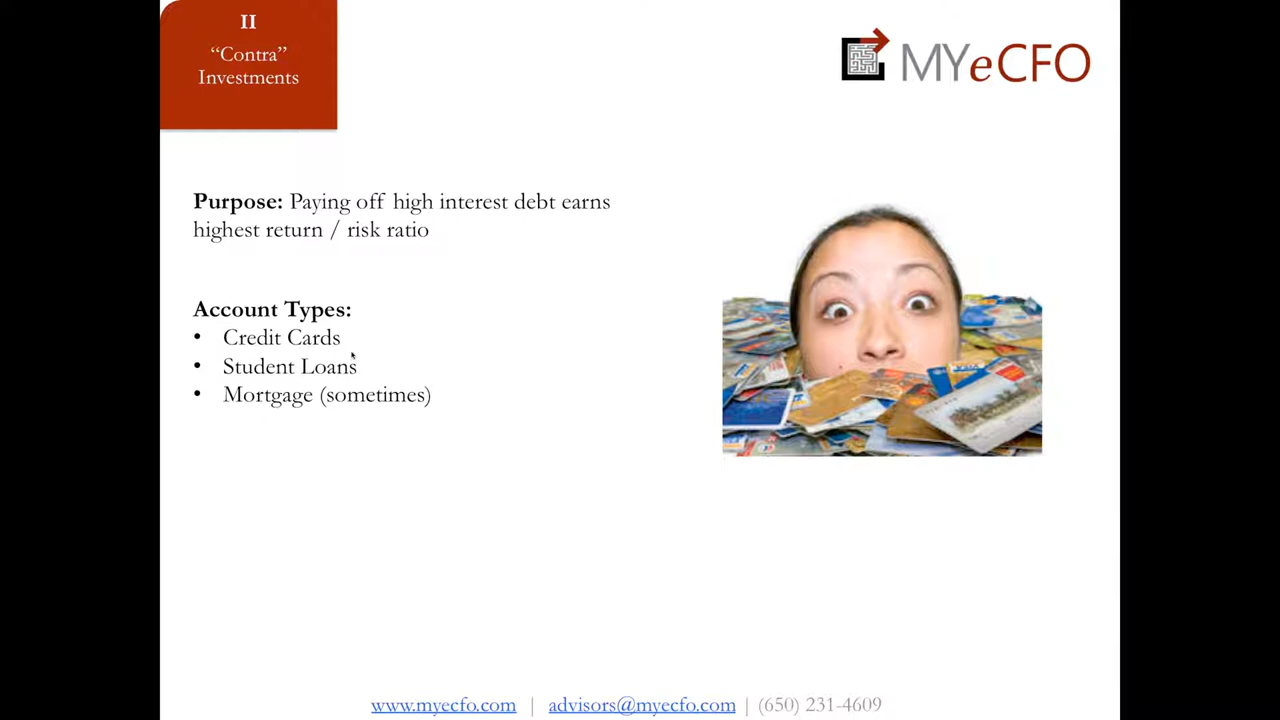 II
“Contra”
Investments
MYeCFO
Purpose: Paying off high interest debt earns
highest return / risk ratio
Account Types:
• Credit Cards
• Student Loans
• Mortgage (sometimes)
www.myecfo.com | advisors@myecfo.com | (650) 231-4609